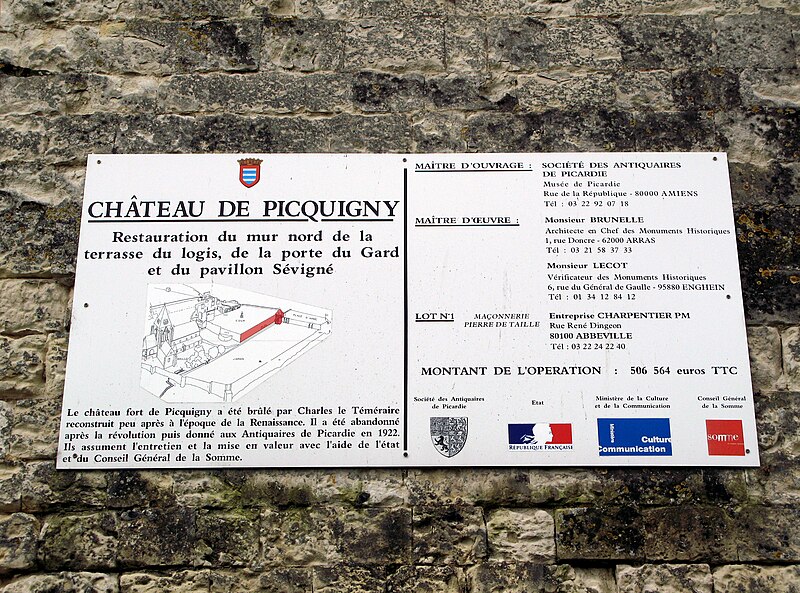 CHÂTEAU DE PICQUIGNY
Restauration du mur nord de la
terrasse du logis, de la porte du Gard
et du pavillon Sévigné
Le château fort de Picquigny a été brûlé par Charles le Téméraire
reconstruit peu après à l'époque de la Renaissance. Il a été abandonné
après la révolution puis donné aux Antiquaires de Picardie en 1922.
Ils assument l'entretien et la mise en valeur avec l'aide de l'état
et du Conseil Général de la Somme.
MAÎTRE D'OUVRAGE : SOCIÉTÉ DES ANTIQUAIRES
DE PICARDIE
Musée de Picardie
Rue de la République - 80000 AMIENS
Tél : 03 22 92 07 18
MAÎTRE D'ŒUVRE : Monsieur BRUNELLE
Architecte en Chef des Monuments Historiques
1, rue Doncre - 62000 ARRAS
Tél : 03 21 58 37 33
Monsieur LECOT
Vérificateur des Monuments Historiques
6, rue du Général de Gaulle - 95880 ENGHEIN
Tél : 01 34 12 84 12
LOT N°1 MAÇONNERIE Entreprise CHARPENTIER PM
PIERRE DE TAILLE Rue René Dingeon
80100 ABBEVILLE
Tél : 03 22 24 22 40
MONTANT DE L'OPERATION : 506 564 euros TTC
Société des Antiquaires
de Picardie
Etat
RÉPUBLIQUE FRANÇAISE
Ministère de la Culture
et de la Communication
Ministère
Culture
Communication
Conseil Général
de la Somme
somme